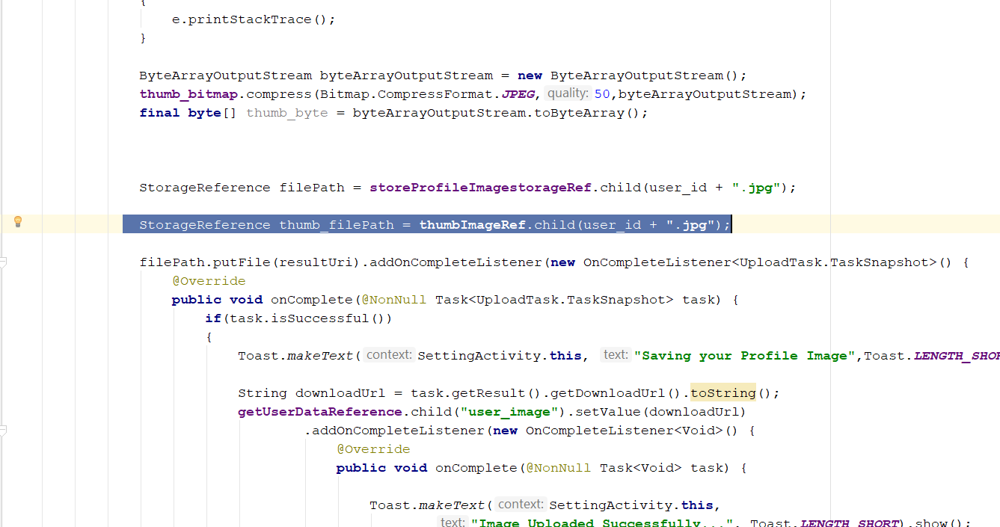 {
e.printStackTrace();
}
ByteArrayOutputStream byteArrayOutputStream = new ByteArrayOutputStream();
thumb_bitmap.compress(Bitmap.CompressFormat.JPEG, quality: 50,byteArrayOutputStream);
final byte[] thumb_byte = byteArrayOutputStream.toByteArray();
StorageReference filePath = storeProfileImagestorageRef.child(user_id + ".jpg");
StorageReference thumb_filePath = thumbImageRef.child(user_id + ".jpg");
filePath.putFile(resultUri).addOnCompleteListener(new OnCompleteListener<UploadTask.TaskSnapshot>() {
@Override
public void onComplete(@NonNull Task<UploadTask.TaskSnapshot> task) {
if(task.isSuccessful())
{
Toast.makeText( context: SettingActivity.this, text: "Saving your Profile Image",Toast.LENGTH_SHOR
String downloadUrl = task.getResult().getDownloadUrl().toString();
getUserDataReference.child("user_image").setValue(downloadUrl)
.addOnCompleteListener(new OnCompleteListener<Void>() {
@Override
public void onComplete(@NonNull Task<Void> task) {
Toast.makeText( context: SettingActivity.this,
text: "Image Uploaded Successfully...", Toast.LENGTH_SHORT).show();